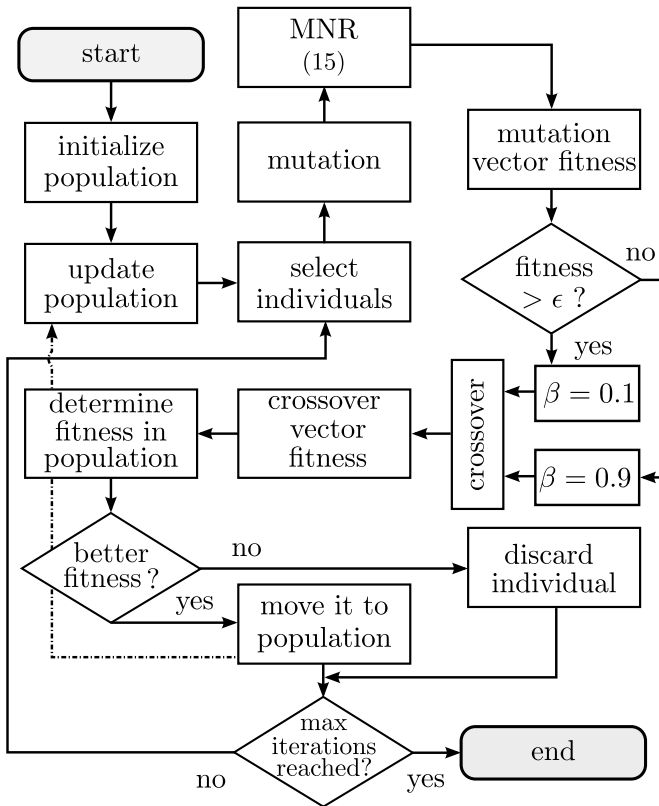 start
MNR
(15)
initialize
population
mutation
mutation
vector fitness
update
population
select
individuals
fitness
> ϵ ?
no
yes
determine
fitness in
population
crossover
vector
fitness
crossover
β = 0.1
β = 0.9
better
fitness?
no
yes
discard
individual
move it to
population
max
iterations
reached?
no
yes
end